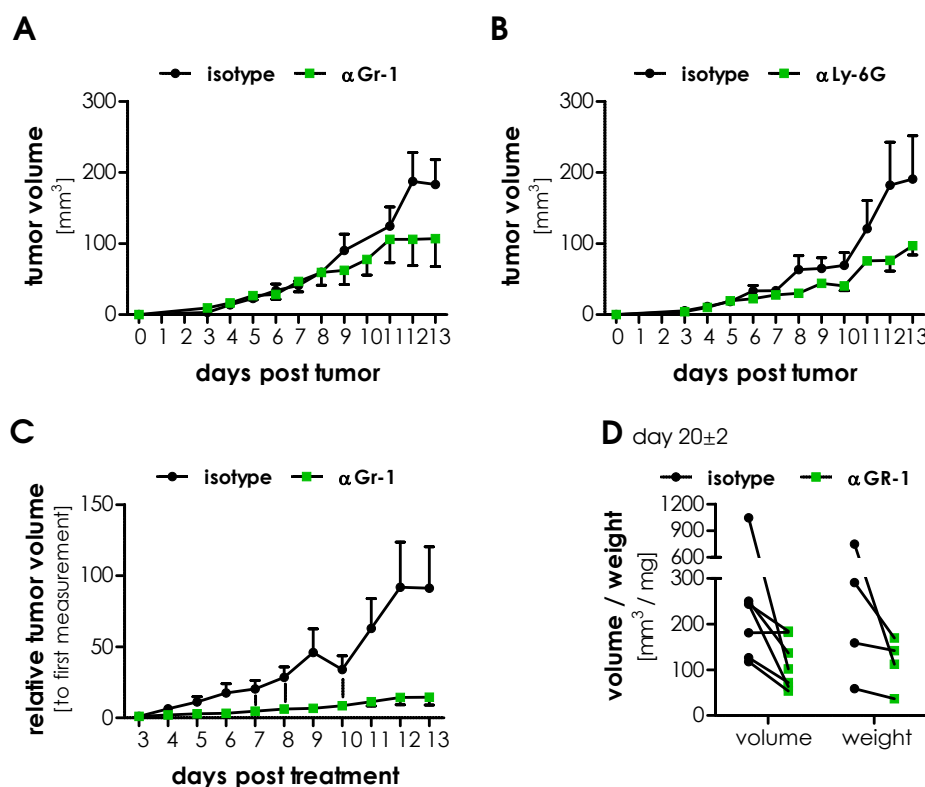 A
isotype αGr-1
tumor volume
[mm³]
300
200
100
0
0 1 2 3 4 5 6 7 8 9 10 11 12 13
days post tumor
B
isotype αLy-6G
tumor volume
[mm³]
300
200
100
0
0 1 2 3 4 5 6 7 8 9 10 11 12 13
days post tumor
C
isotype αGr-1
relative tumor volume
[to first measurement]
150
100
50
0
3 4 5 6 7 8 9 10 11 12 13
days post treatment
D day 20±2
isotype αGR-1
volume / weight
[mm³ / mg]
1200
900
600
300
200
100
0
volume weight